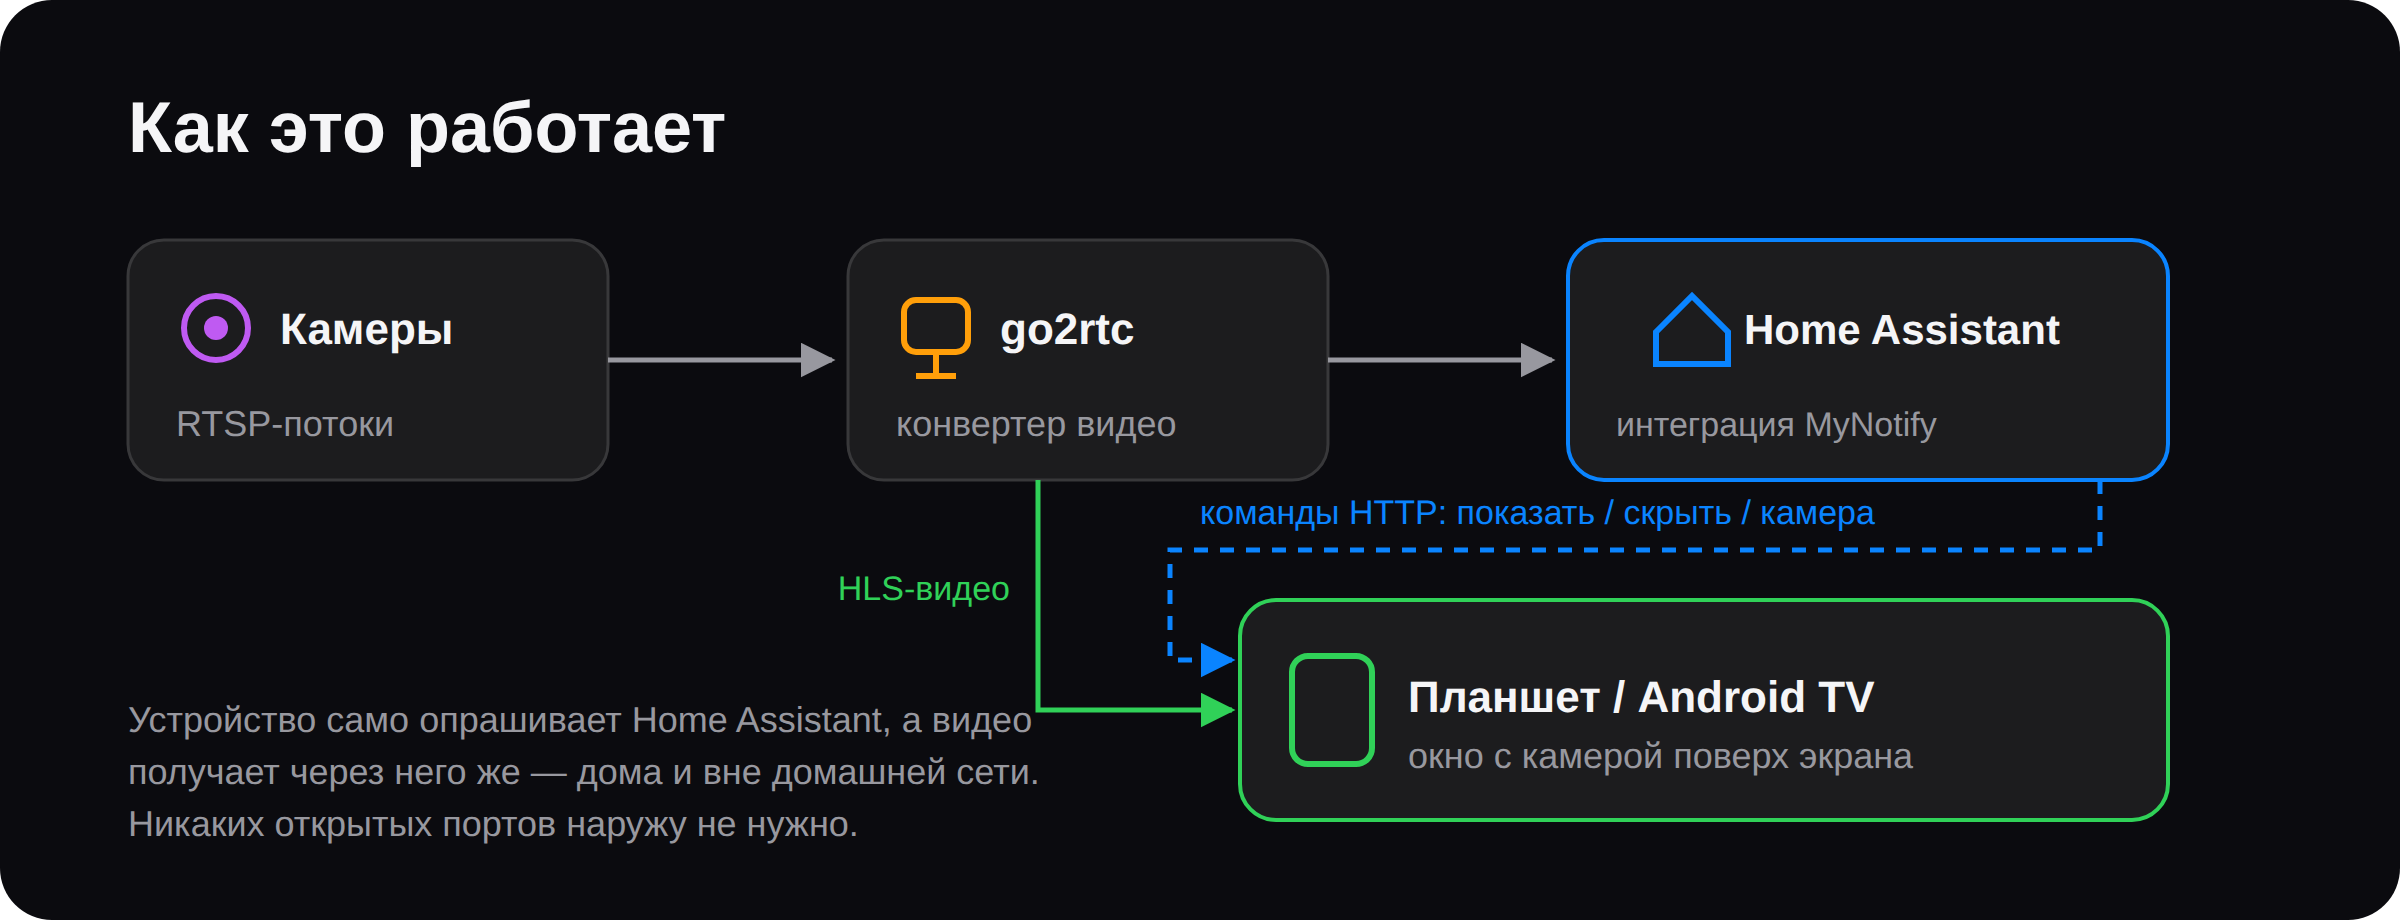 Как это работает
Камеры
RTSP-потоки
go2rtc
конвертер видео
Home Assistant
интеграция MyNotify
команды HTTP: показать / скрыть / камера
HLS-видео
Планшет / Android TV
окно с камерой поверх экрана
Устройство само опрашивает Home Assistant, а видео
получает через него же — дома и вне домашней сети.
Никаких открытых портов наружу не нужно.